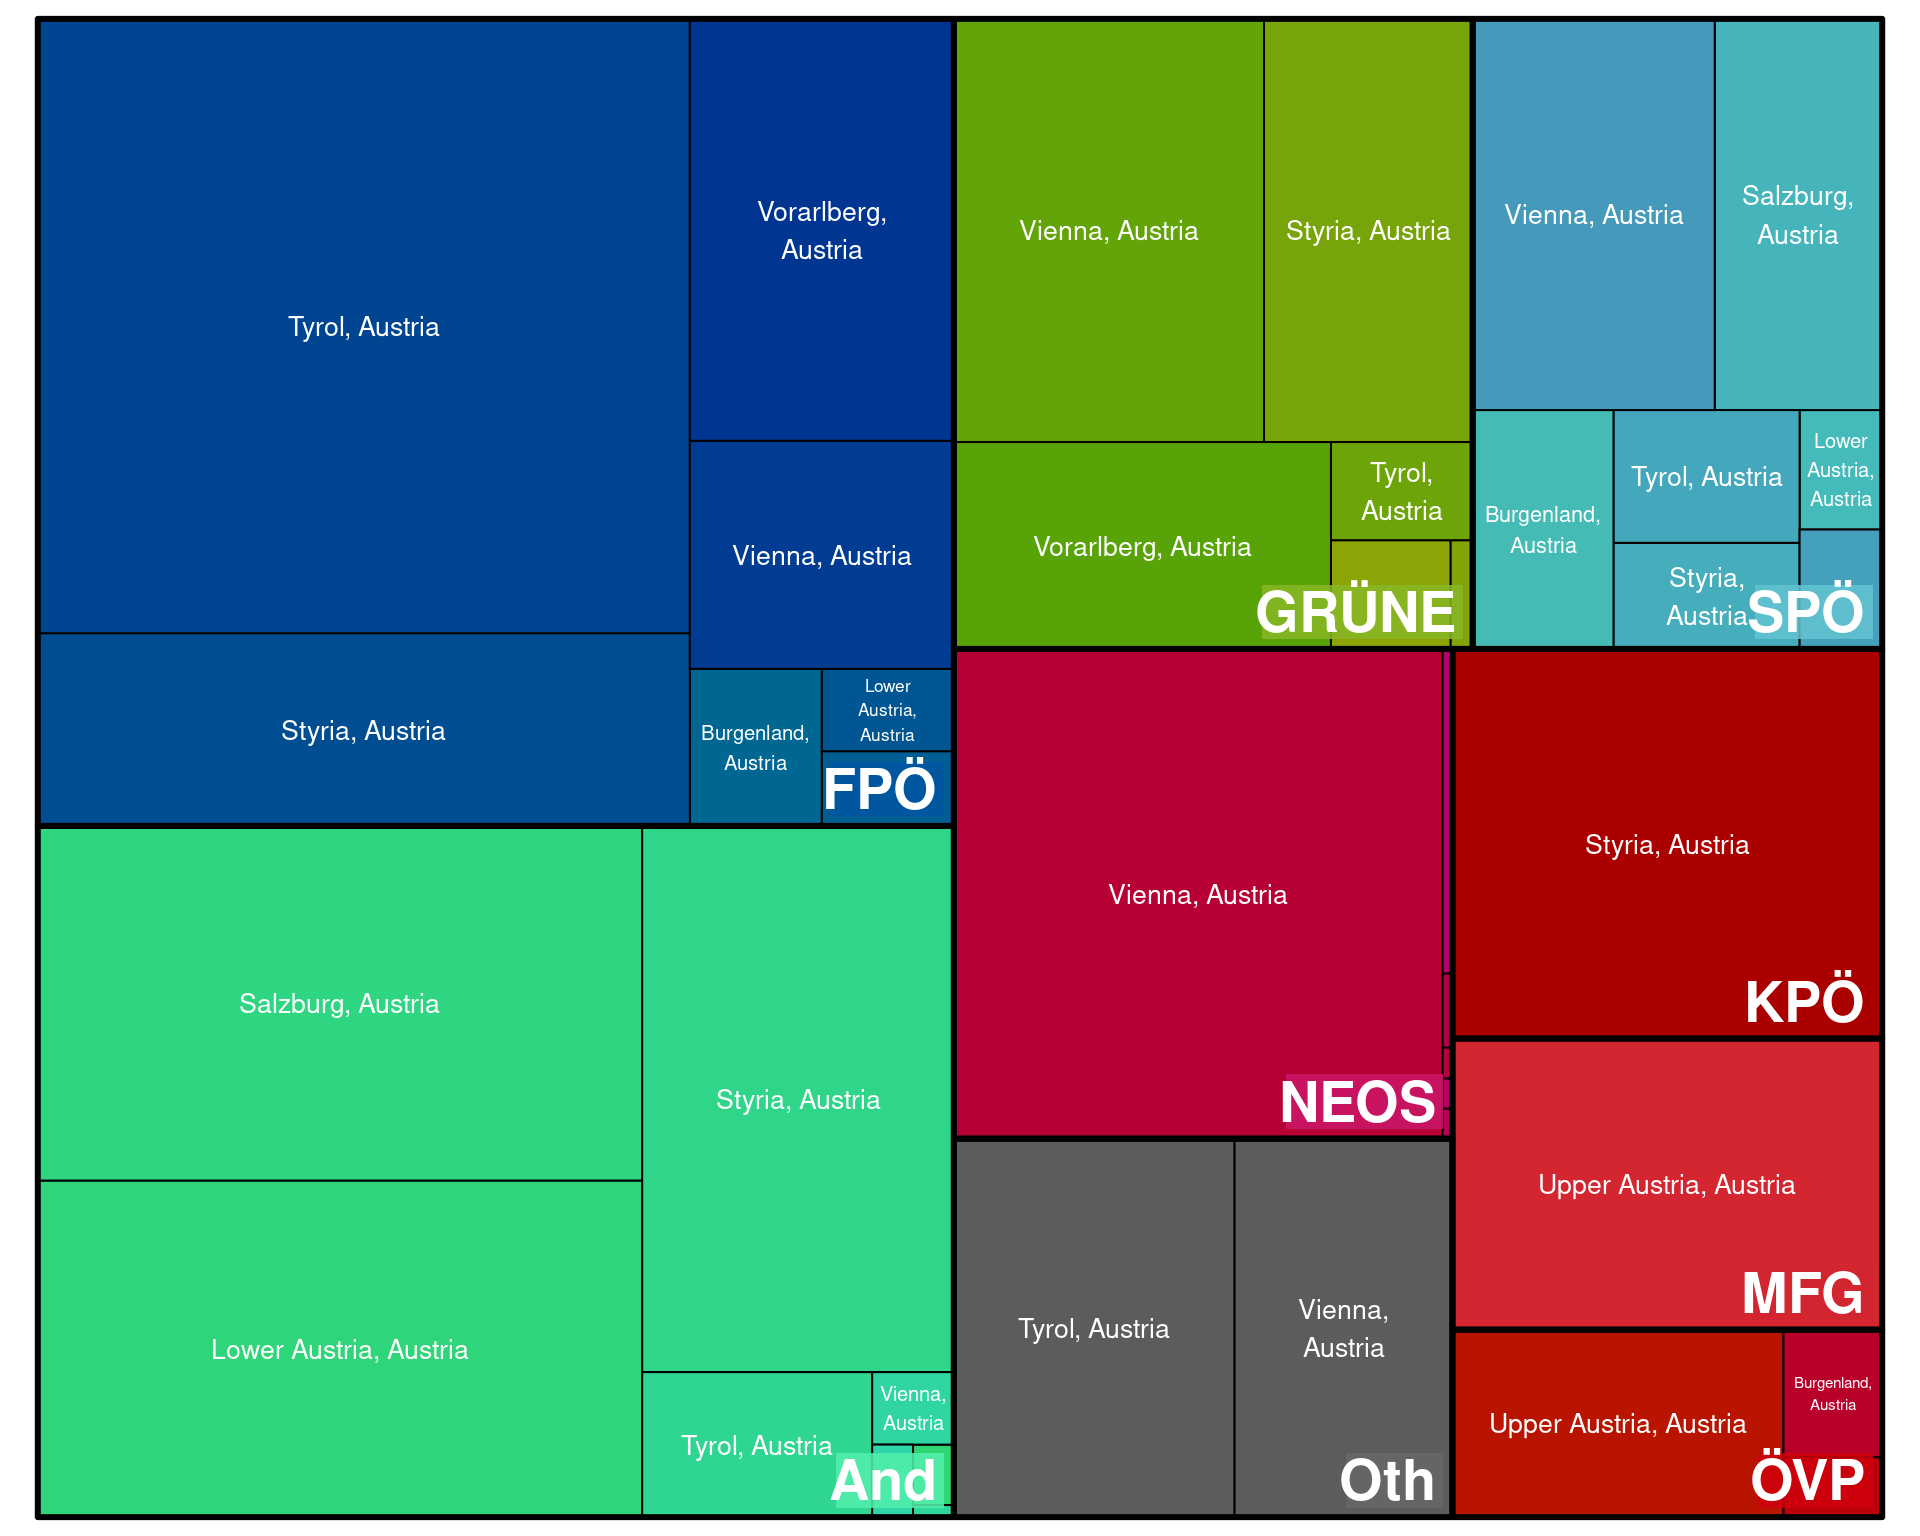 Tyrol, Austria
Vorarlberg,
Austria
Vienna, Austria
Styria, Austria
Burgenland,
Austria
Lower
Austria,
Austria
FPÖ
Vienna, Austria
Styria, Austria
Vorarlberg, Austria
Tyrol,
Austria
GRÜNE
Vienna, Austria
Salzburg,
Austria
Burgenland,
Austria
Tyrol, Austria
Lower
Austria,
Austria
Styria,
Austria
SPÖ
Salzburg, Austria
Styria, Austria
Lower Austria, Austria
Tyrol, Austria
Vienna,
Austria
And
Vienna, Austria
NEOS
Styria, Austria
KPÖ
Upper Austria, Austria
MFG
Tyrol, Austria
Vienna,
Austria
Oth
Upper Austria, Austria
Burgenland,
Austria
ÖVP